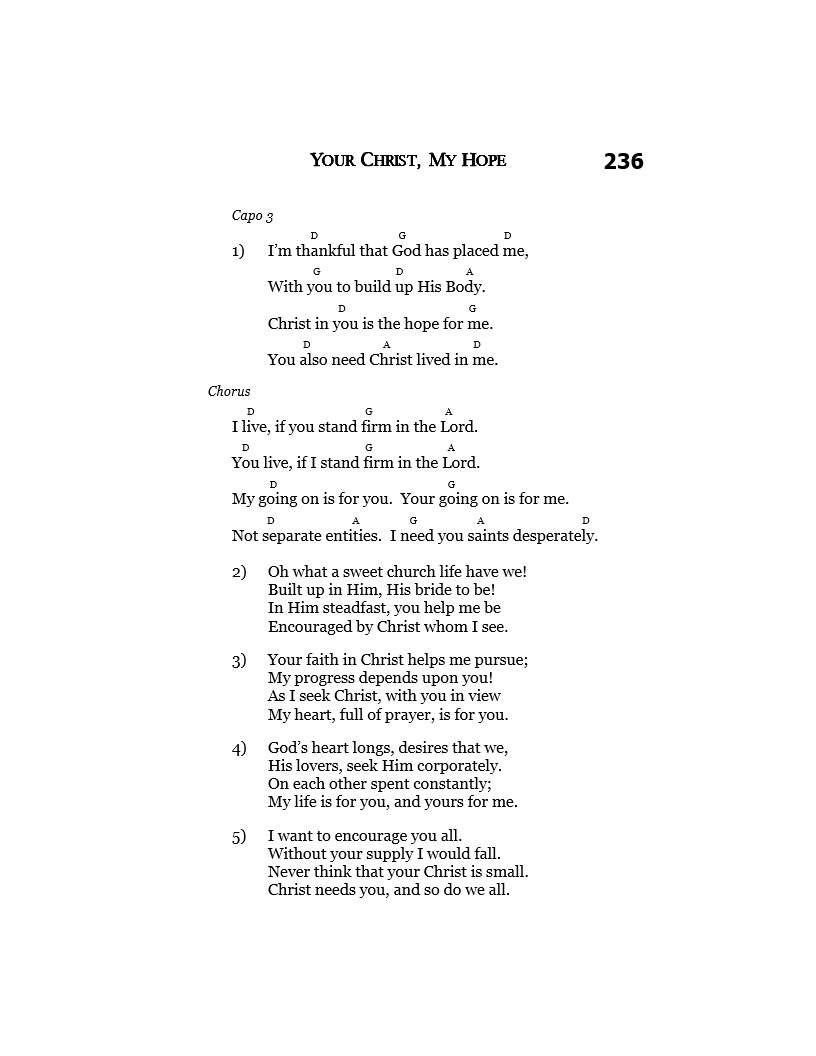 YOUR CHRIST, MY HOPE 236
Capo 3
D G D
1) I'm thankful that God has placed me,
G D A
With you to build up His Body.
D G
Christ in you is the hope for me.
D A D
You also need Christ lived in me.
Chorus
D G A
I live, if you stand firm in the Lord.
D G A
You live, if I stand firm in the Lord.
D G
My going on is for you.  Your going on is for me.
D A G A D
Not separate entities.  I need you saints desperately.
2) Oh what a sweet church life have we!
Built up in Him, His bride to be!
In Him steadfast, you help me be
Encouraged by Christ whom I see.
3) Your faith in Christ helps me pursue;
My progress depends upon you!
As I seek Christ, with you in view
My heart, full of prayer, is for you.
4) God's heart longs, desires that we,
His lovers, seek Him corporately.
On each other spent constantly;
My life is for you, and yours for me.
5) I want to encourage you all.
Without your supply I would fall.
Never think that your Christ is small.
Christ needs you, and so do we all.